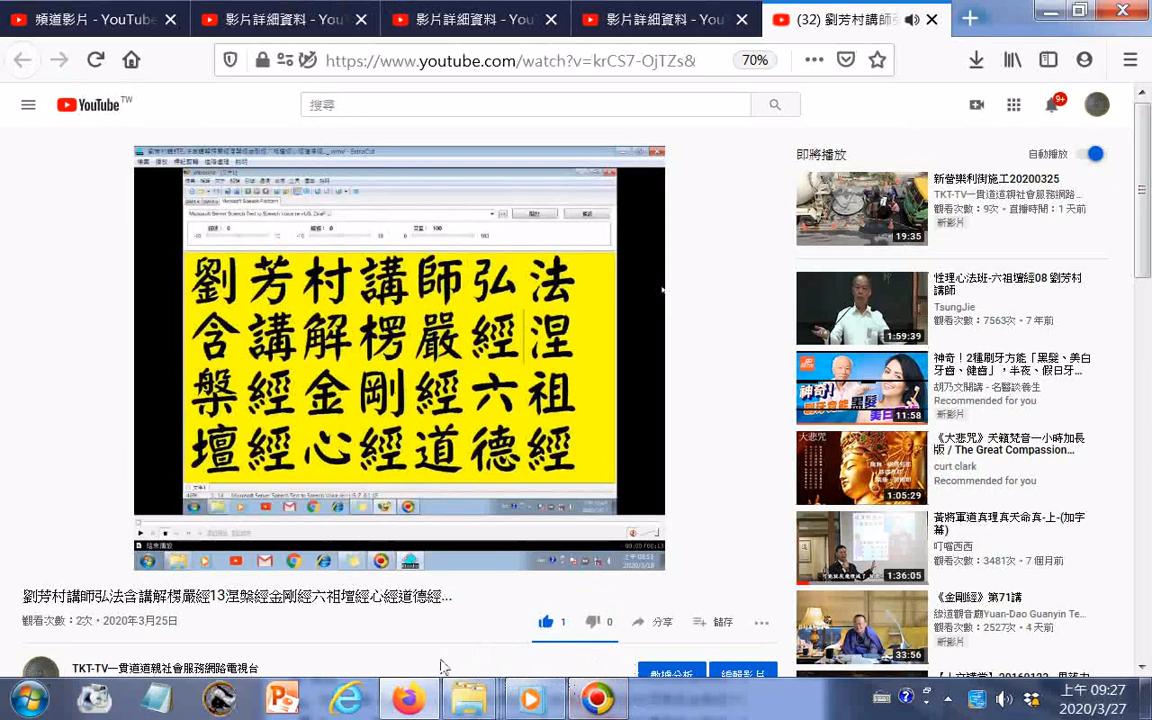 頻道影片 - YouTub
影片詳細資料 - You
影片詳細資料 - You
影片詳細資料 - You
(32) 劉芳村講師弘
https://www.youtube.com/watch?v=krCS7-OjTZs&
70%
YouTube TW
搜尋
9+
劉芳村講師弘法
含講解楞嚴經涅
槃經金剛經六祖
壇經心經道德經
劉芳村講師弘法含講解楞嚴經13涅槃經金剛經六祖壇經心經道德經...
觀看次數：2次・2020年3月25日
1
0
分享
儲存
TKT-TV一貫道道親社會服務網路電視台
數據分析
編輯影片
即將播放
自動播放
新營樂利街施工20200325
TKT-TV一貫道道親社會服務網路...
觀看次數：9次・直播時間：1 天前
新影片
19:35
性理心法班-六祖壇經08 劉芳村
講師
TsungJie
觀看次數：7563次・7 年前
1:59:39
神奇！2種刷牙方能「黑髮、美白
牙齒、健齒」，半夜、假日牙...
胡乃文開講 - 名醫談養生
Recommended for you
新影片
11:58
《大悲咒》天籟梵音一小時加長
版 / The Great Compassion...
curt clark
Recommended for you
1:05:29
黃將軍道真理真天命真-上-(加字
幕)
叮噹西西
觀看次數：3481次・7 個月前
1:36:05
《金剛經》第71講
緣道觀音廟Yuan-Dao Guanyin Te...
觀看次數：2527次・4 天前
新影片
33:56
上午 09:27
2020/3/27